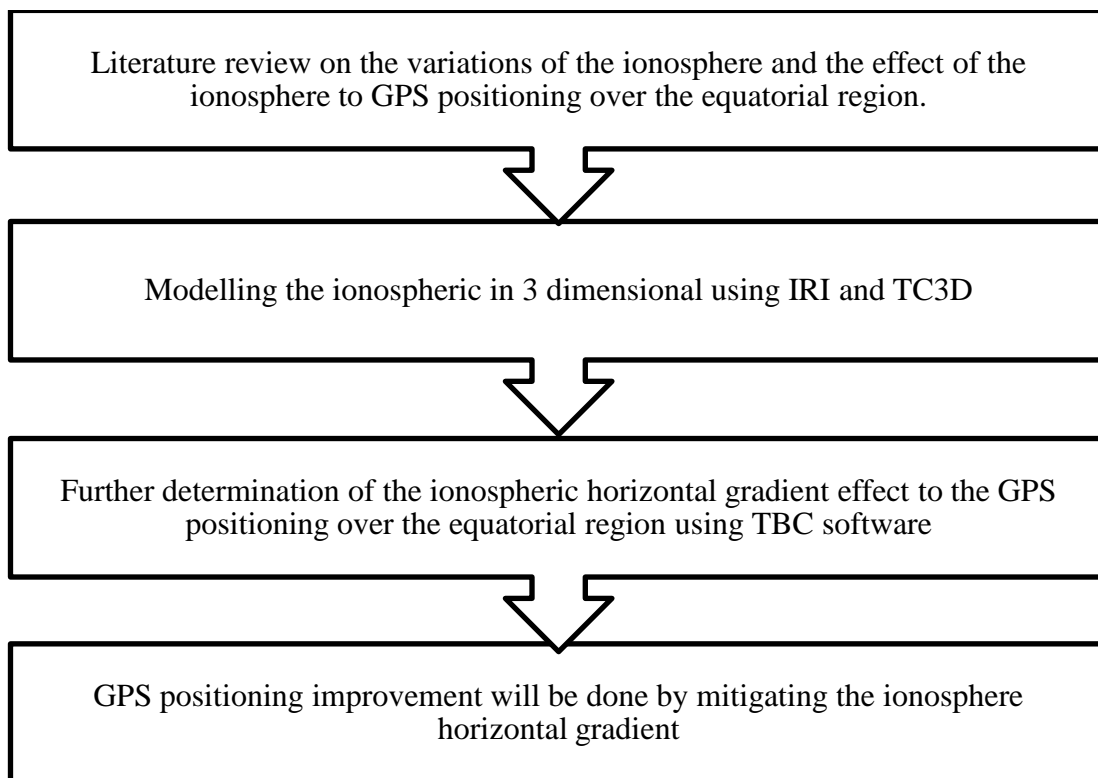 Literature review on the variations of the ionosphere and the effect of the
ionosphere to GPS positioning over the equatorial region.
Modelling the ionospheric in 3 dimensional using IRI and TC3D
Further determination of the ionospheric horizontal gradient effect to the GPS
positioning over the equatorial region using TBC software
GPS positioning improvement will be done by mitigating the ionosphere
horizontal gradient